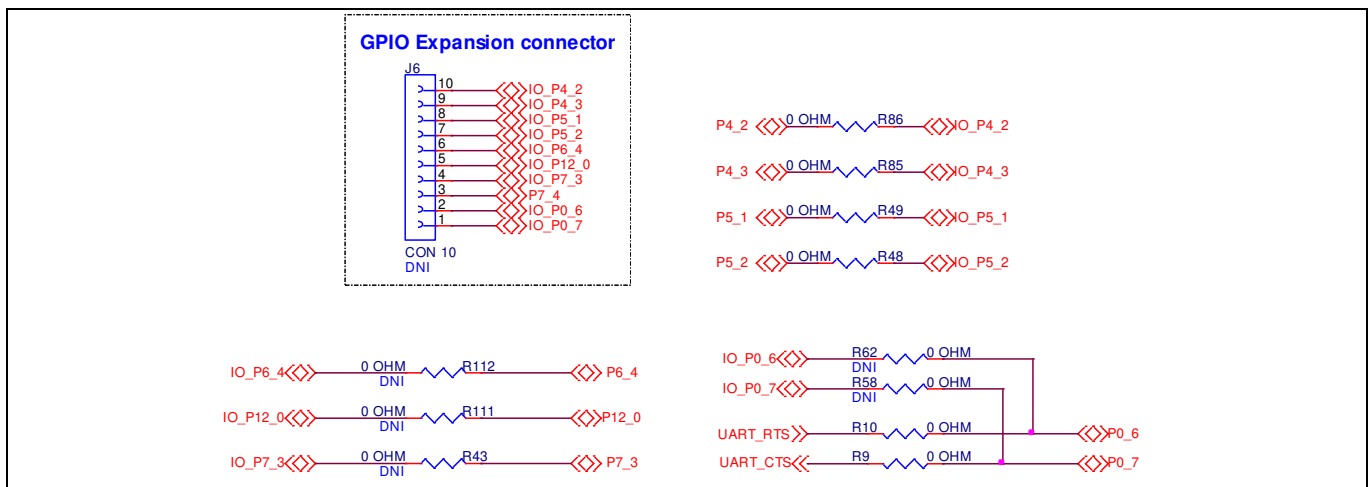 GPIO Expansion connector
J6
10 IO_P4_2
9 IO_P4_3
8 IO_P5_1
7 IO_P5_2
6 IO_P6_4
5 IO_P12_0
4 IO_P7_3
3 P7_4
2 IO_P0_6
1 IO_P0_7
CON 10
DNI
P4_2 0 OHM R86 IO_P4_2
P4_3 0 OHM R85 IO_P4_3
P5_1 0 OHM R49 IO_P5_1
P5_2 0 OHM R48 IO_P5_2
IO_P6_4 0 OHM R112 P6_4
DNI
IO_P12_0 0 OHM R111 P12_0
DNI
IO_P7_3 0 OHM R43 P7_3
DNI
IO_P0_6 R62 0 OHM
DNI
IO_P0_7 R58 0 OHM
DNI
UART_RTS R10 0 OHM P0_6
UART_CTS R9 0 OHM P0_7